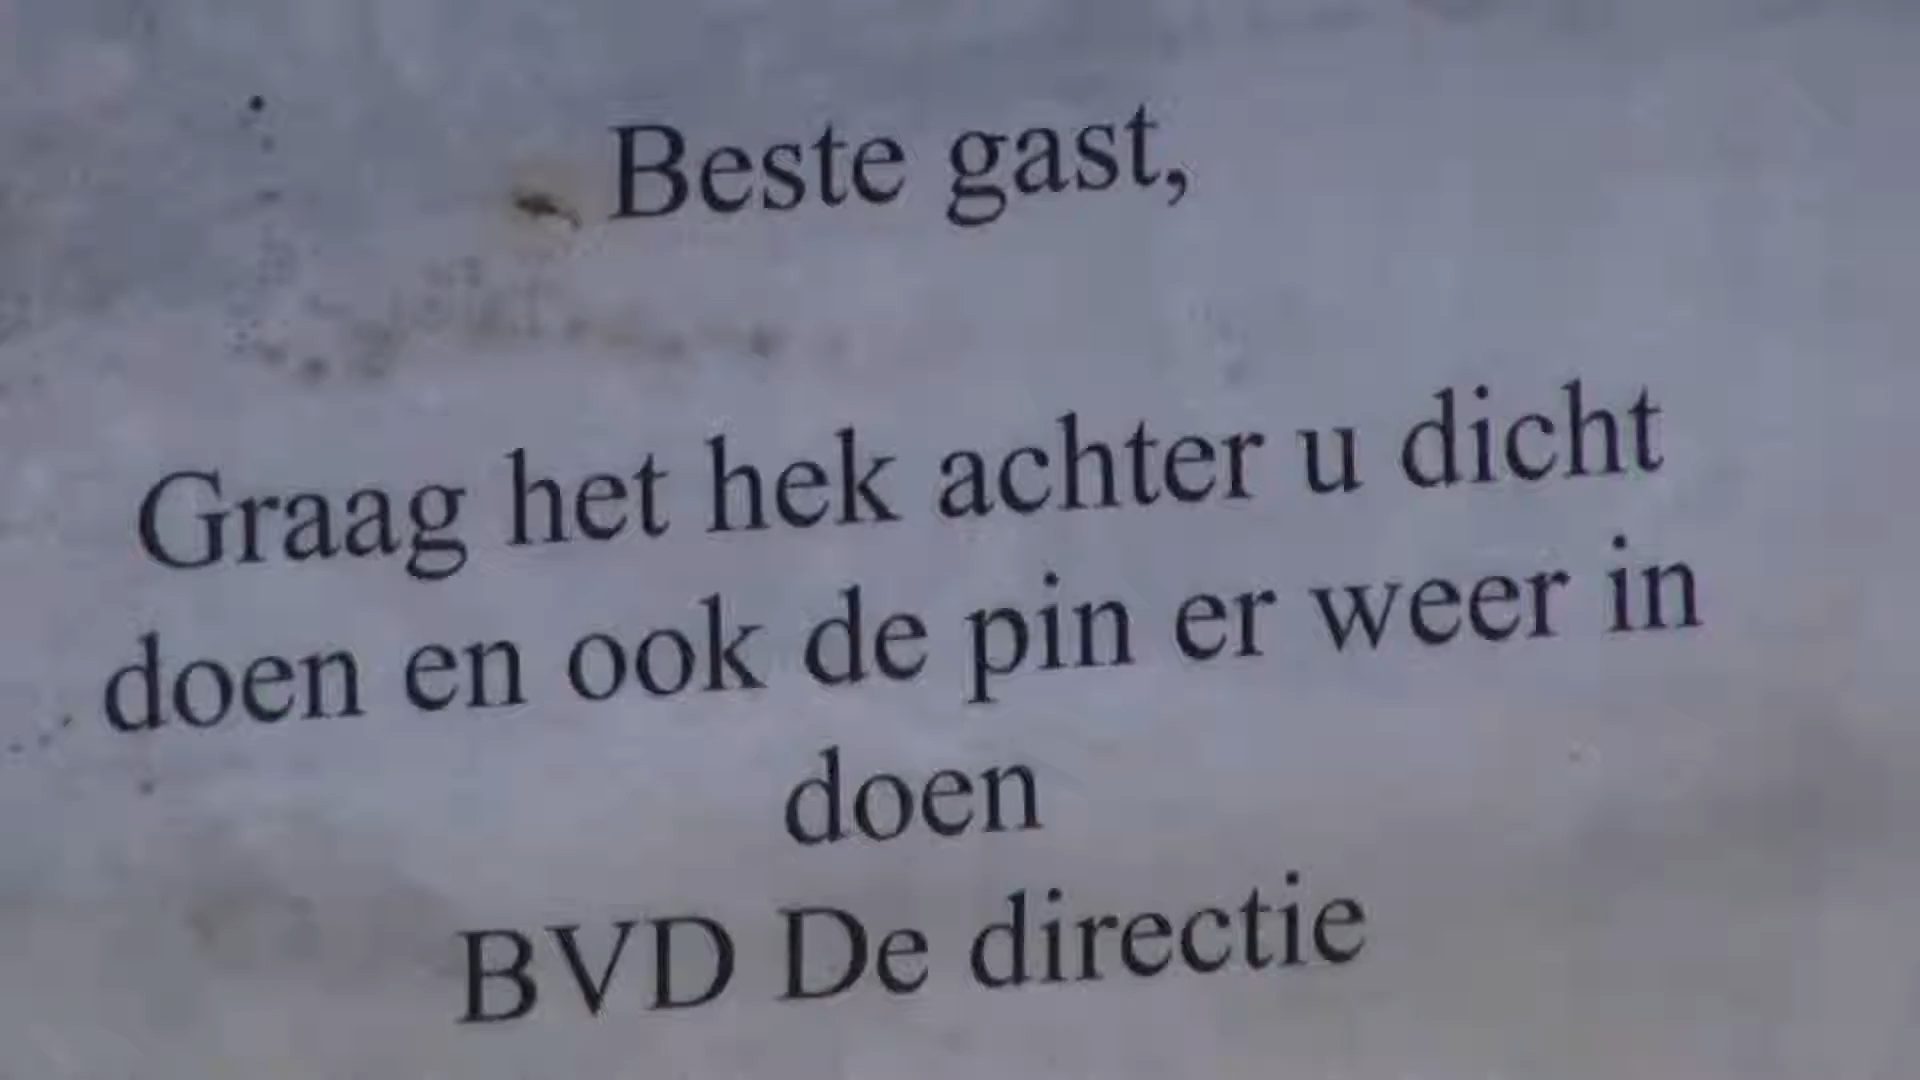 Beste gast,
Graag het hek achter u dicht
doen en ook de pin er weer in
doen
BVD De directie